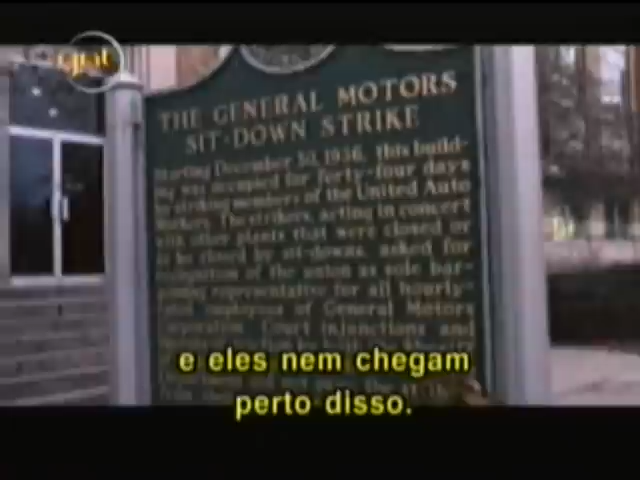 THE GENERAL MOTORS
SIT-DOWN STRIKE
Starting December 30, 1936, this build-
ing was occupied for forty-four days
by striking members of the United Auto
Workers. The strikers, acting in concert
with other plants that were closed or
to be closed by sit-downs, asked for
recognition of the union as sole bar-
gaining representative for all hourly-
rated employees of General Motors
Corporation. Court injunctions and
e eles nem chegam
perto disso.